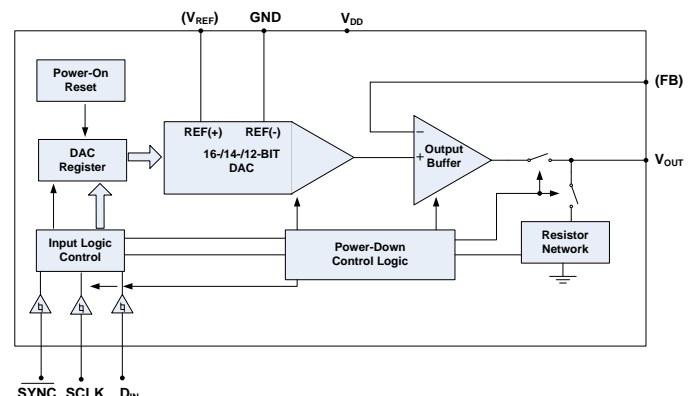 (VREF) GND VDD
Power-On
Reset
(FB)
REF(+) REF(-)
16-/14-/12-BIT
DAC
DAC
Register
−
+
Output
Buffer
VOUT
Input Logic
Control
Power-Down
Control Logic
Resistor
Network
SYNC SCLK DIN